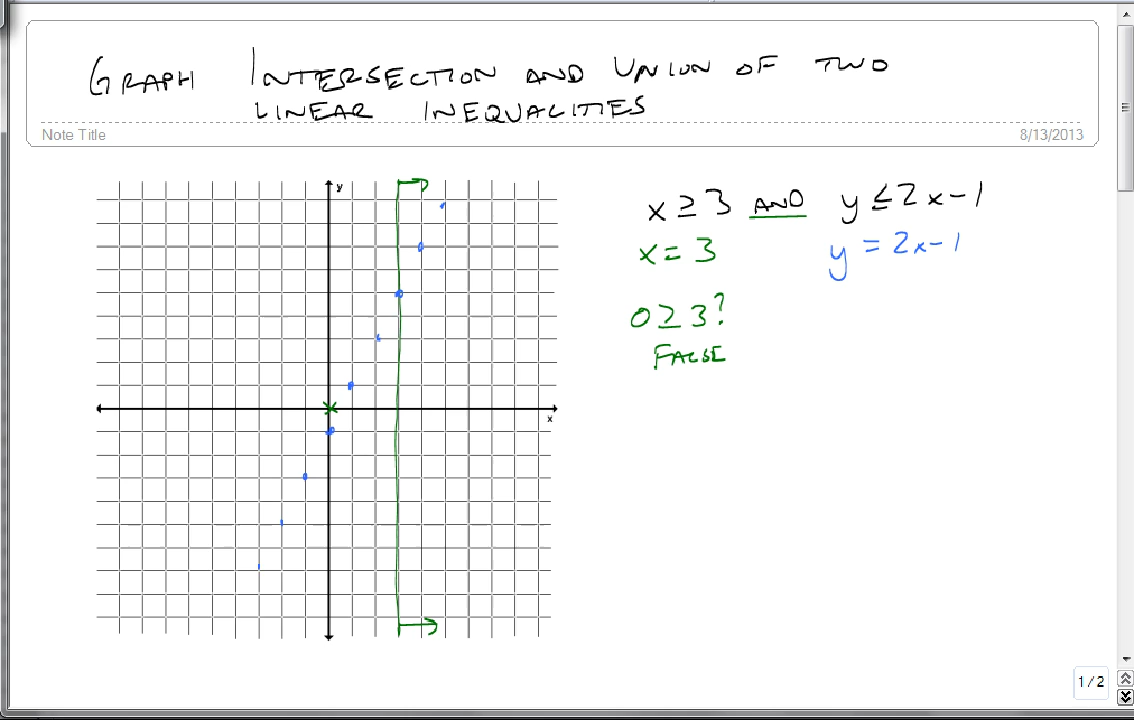 GRAPH INTERSECTION AND UNION OF TWO
LINEAR INEQUALITIES
Note Title
8/13/2013
y
x ≥ 3 AND y ≤ 2x-1
x = 3
y = 2x-1
0 ≥ 3?
FALSE
x
1 / 2